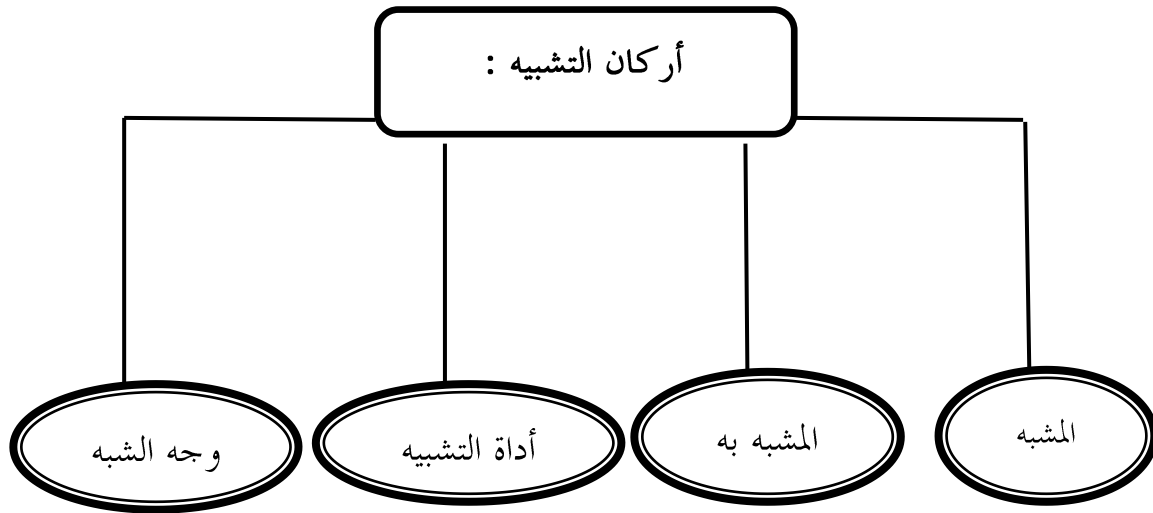 أركان التشبيه :
المشبه
المشبه به
أداة التشبيه
وجه الشبه